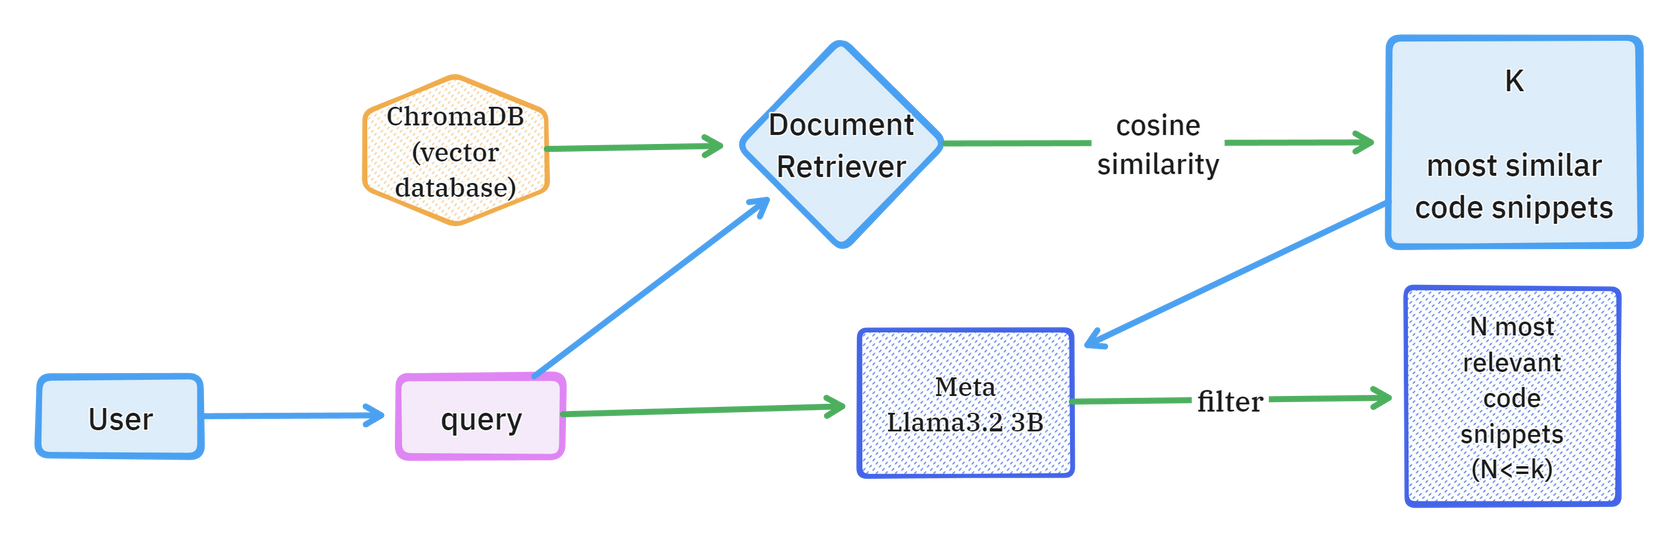 ChromaDB
(vector
database)
Document
Retriever
cosine
similarity
K
most similar
code snippets
User
query
Meta
Llama3.2 3B
filter
N most
relevant
code
snippets
(N<=k)